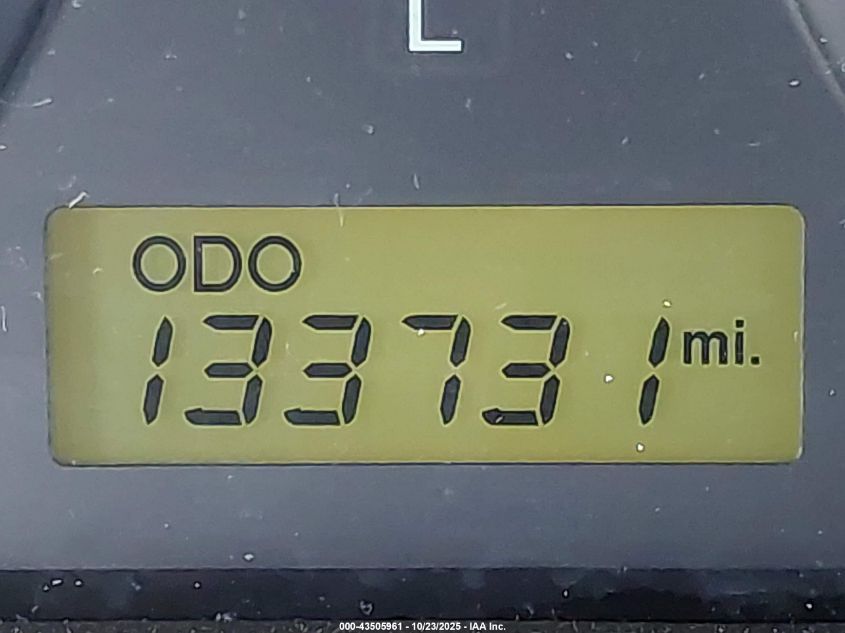 L
ODO
133731 mi.
000-43505961 - 10/23/2025 - IAA Inc.